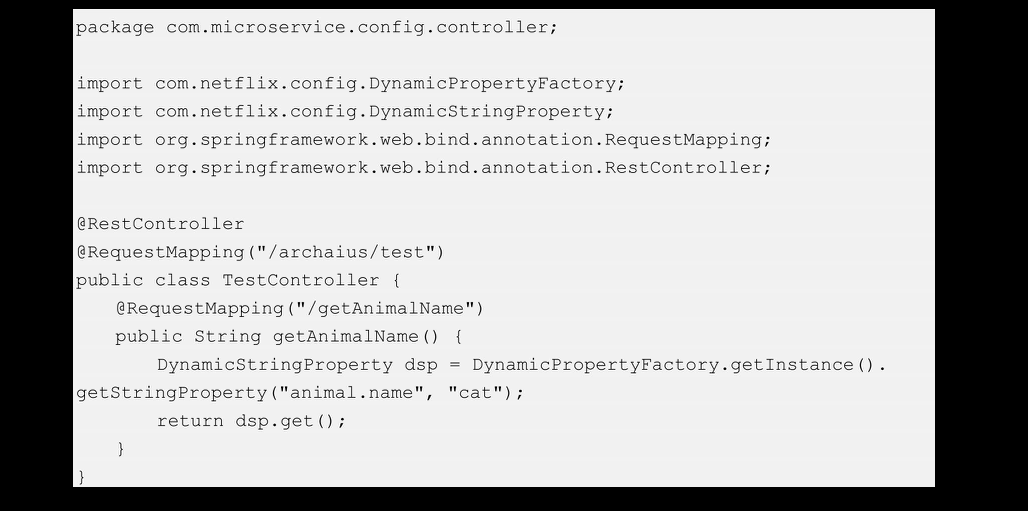 package com.microservice.config.controller;
import com.netflix.config.DynamicPropertyFactory;
import com.netflix.config.DynamicStringProperty;
import org.springframework.web.bind.annotation.RequestMapping;
import org.springframework.web.bind.annotation.RestController;
@RestController
@RequestMapping("/archaius/test")
public class TestController {
    @RequestMapping("/getAnimalName")
    public String getAnimalName() {
        DynamicStringProperty dsp = DynamicPropertyFactory.getInstance().
getStringProperty("animal.name", "cat");
        return dsp.get();
    }
}